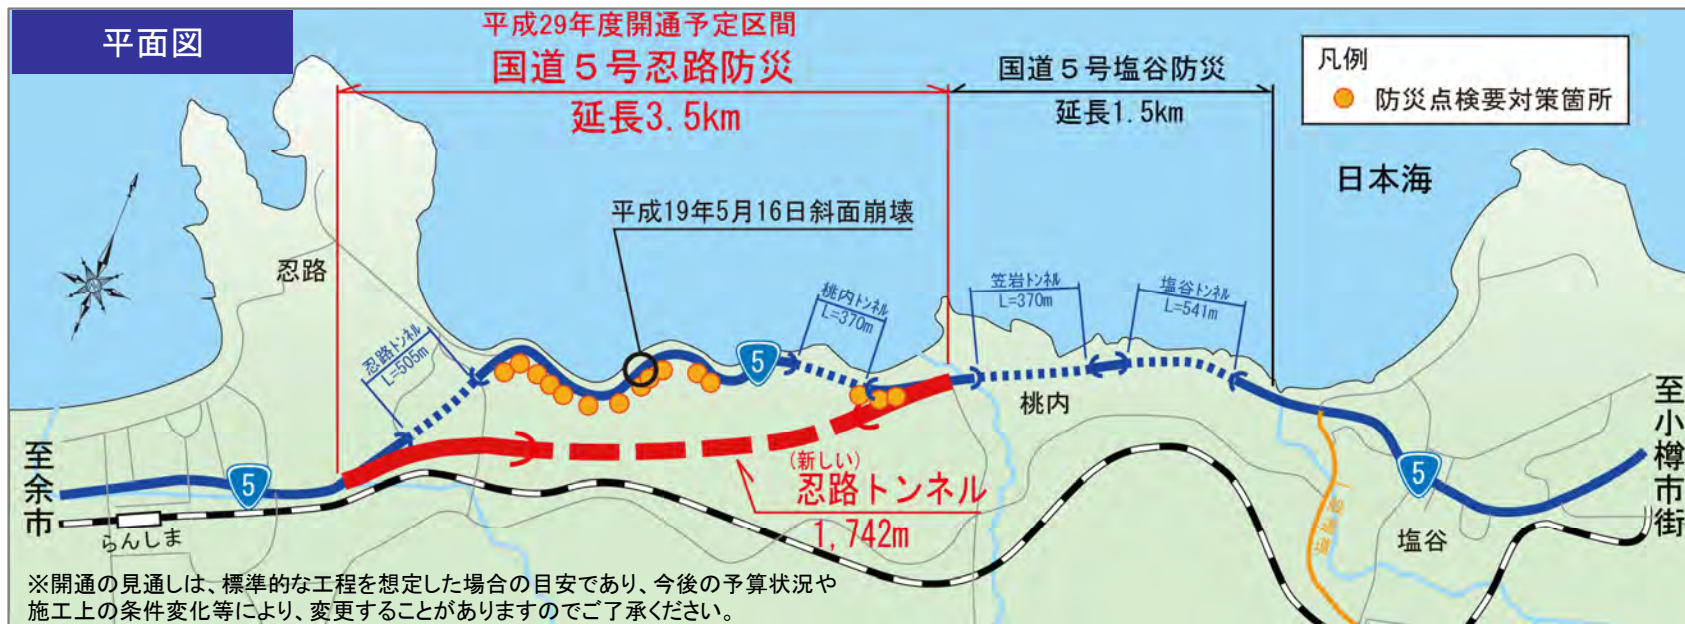 平面図
平成29年度開通予定区間
国道5号忍路防災
延長3.5km
国道5号塩谷防災
延長1.5km
凡例
防災点検要対策箇所
日本海
平成19年5月16日斜面崩壊
忍路
忍路トンネル
L=505m
桃内トンネル
L=370m
笠岩トンネル
L=370m
塩谷トンネル
L=541m
5
桃内
至余市
5
らんしま
(新しい)
忍路トンネル
1,742m
5
塩谷
至小樽市街
※開通の見通しは、標準的な工程を想定した場合の目安であり、今後の予算状況や
施工上の条件変化等により、変更することがありますのでご了承ください。